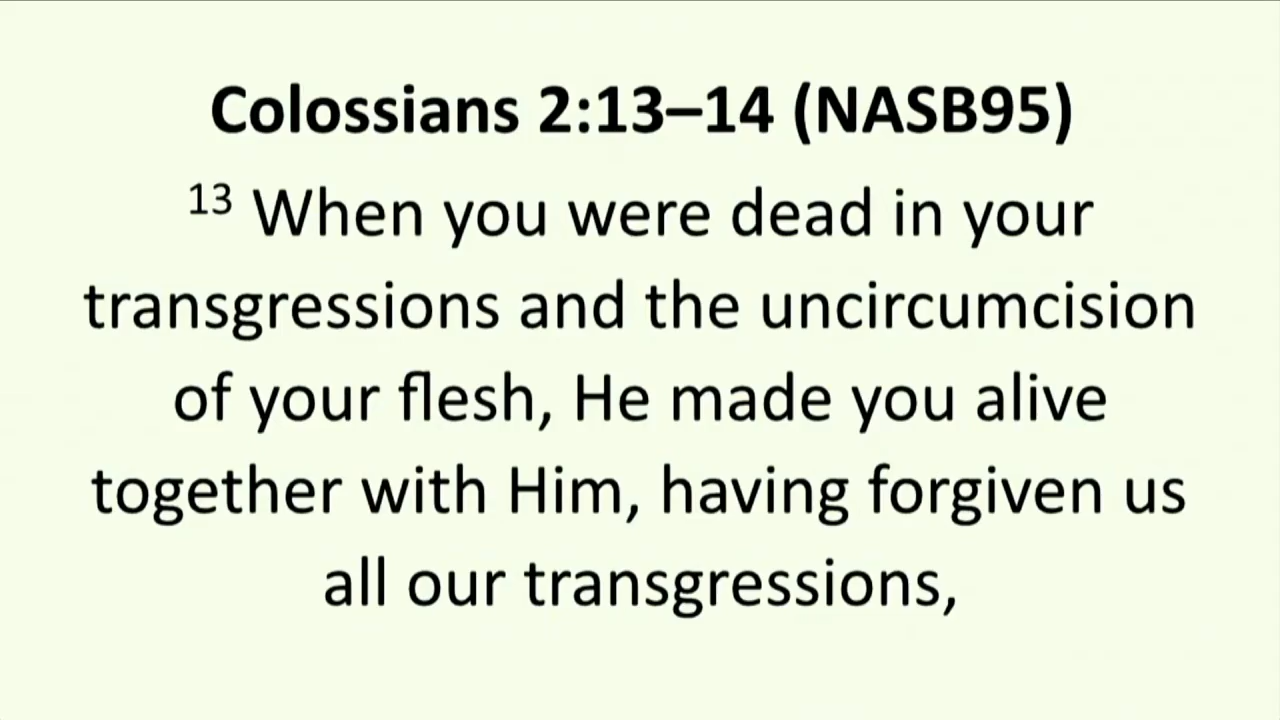 Colossians 2:13–14 (NASB95)
13 When you were dead in your
transgressions and the uncircumcision
of your flesh, He made you alive
together with Him, having forgiven us
all our transgressions,